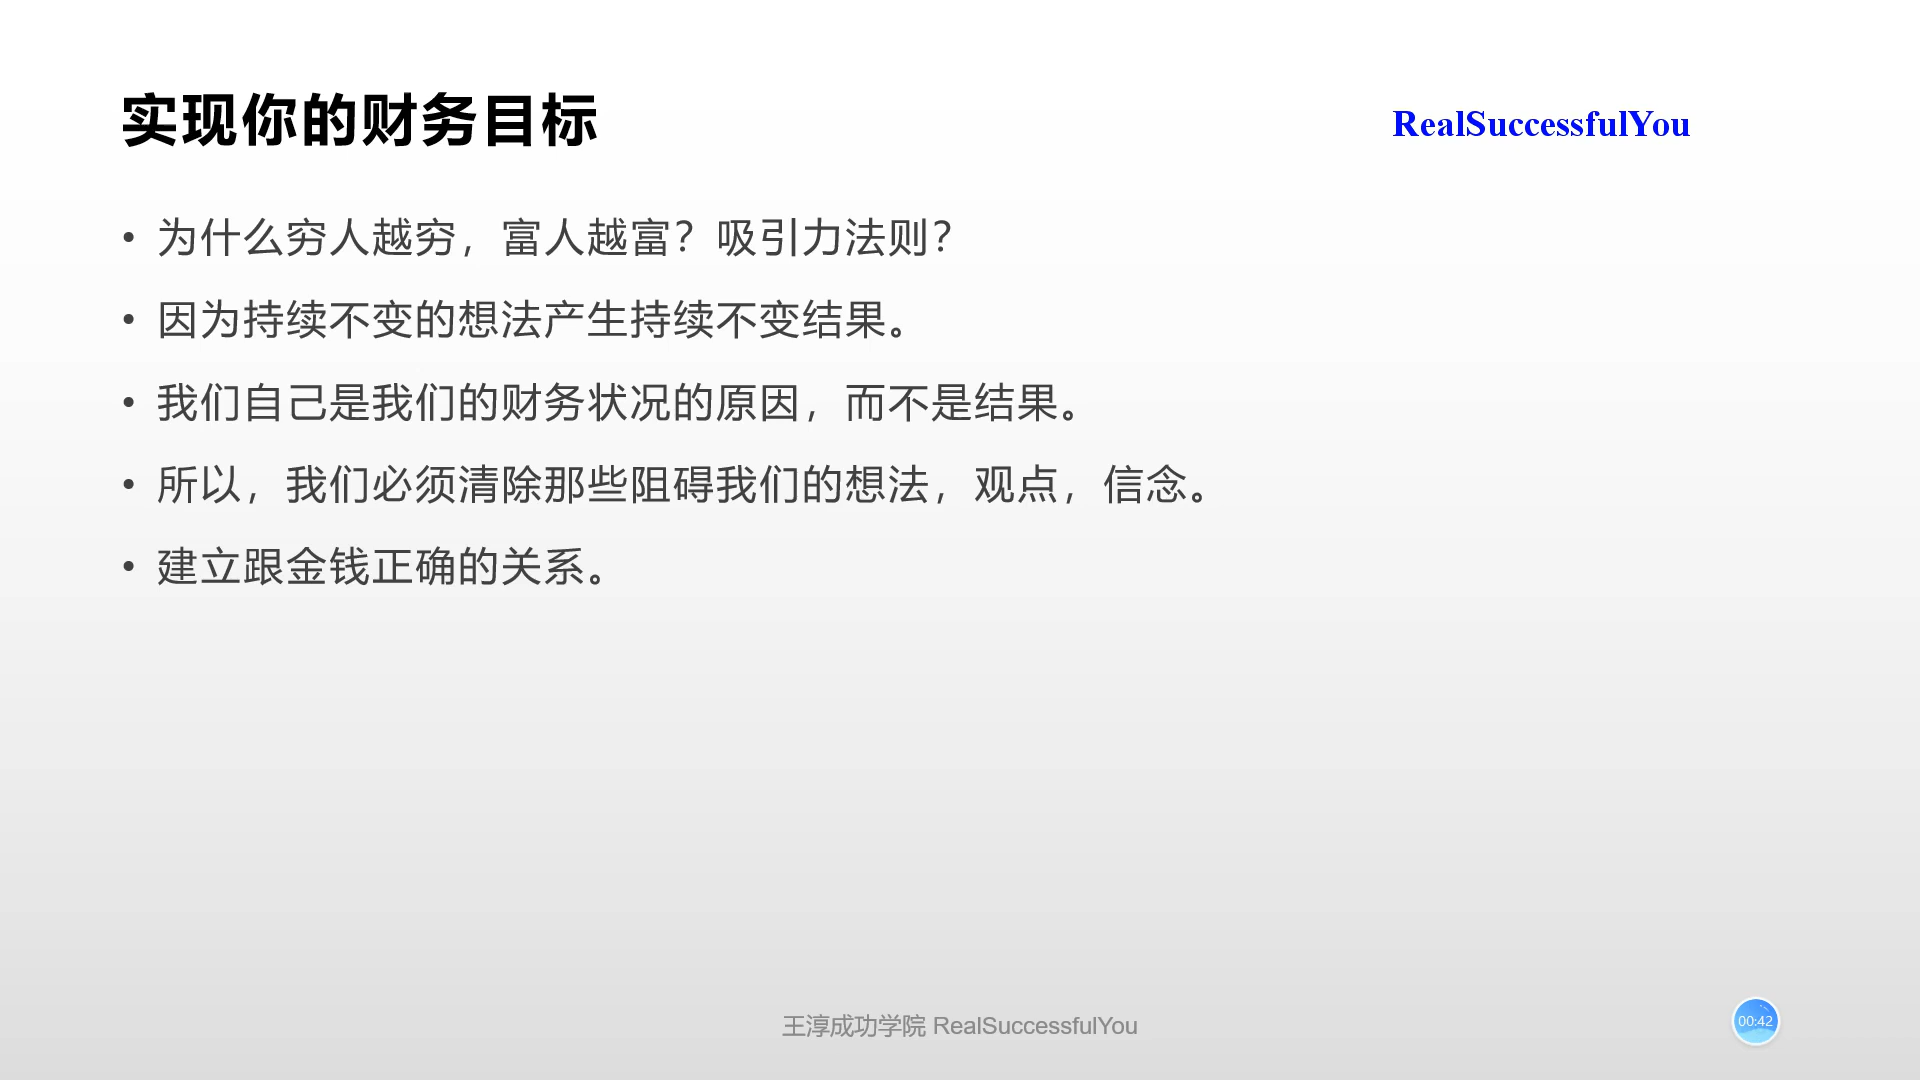 实现你的财务目标
RealSuccessfulYou
• 为什么穷人越穷，富人越富？吸引力法则？
• 因为持续不变的想法产生持续不变结果。
• 我们自己是我们的财务状况的原因，而不是结果。
• 所以，我们必须清除那些阻碍我们的想法，观点，信念。
• 建立跟金钱正确的关系。
王淳成功学院 RealSuccessfulYou
00:42